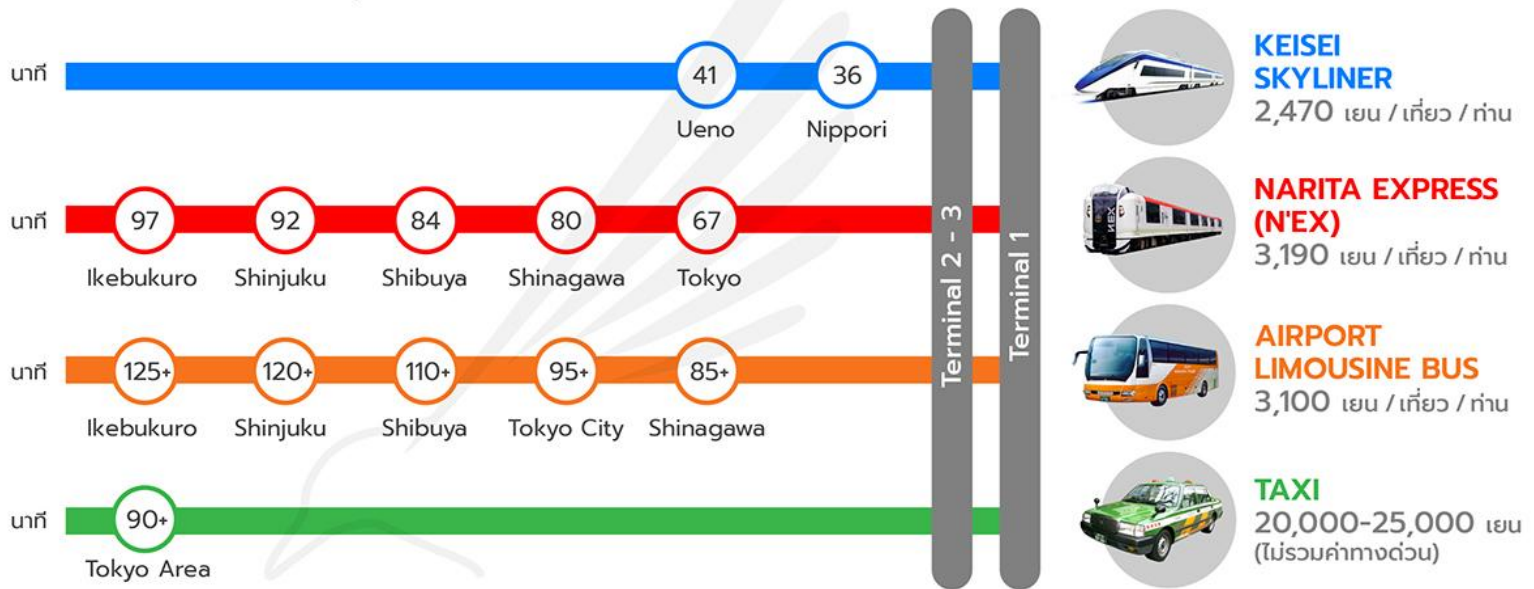 นาที
41
36
Ueno
Nippori
KEISEI
SKYLINER
2,470 เยน / เที่ยว / ท่าน
นาที
97
92
84
80
67
Ikebukuro
Shinjuku
Shibuya
Shinagawa
Tokyo
NARITA EXPRESS
(N'EX)
3,190 เยน / เที่ยว / ท่าน
N'EX
นาที
125+
120+
110+
95+
85+
Ikebukuro
Shinjuku
Shibuya
Tokyo City
Shinagawa
AIRPORT
LIMOUSINE BUS
3,100 เยน / เที่ยว / ท่าน
นาที
90+
Tokyo Area
Terminal 2 - 3
Terminal 1
TAXI
20,000-25,000 เยน
(ไม่รวมค่าทางด่วน)